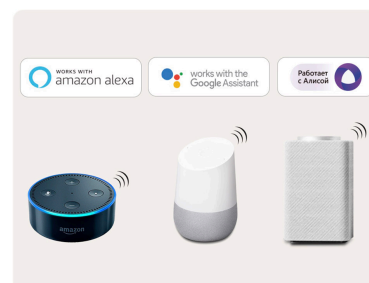 WORKS WITH
amazon alexa
works with the
Google Assistant
Работает
с Алисой
amazon